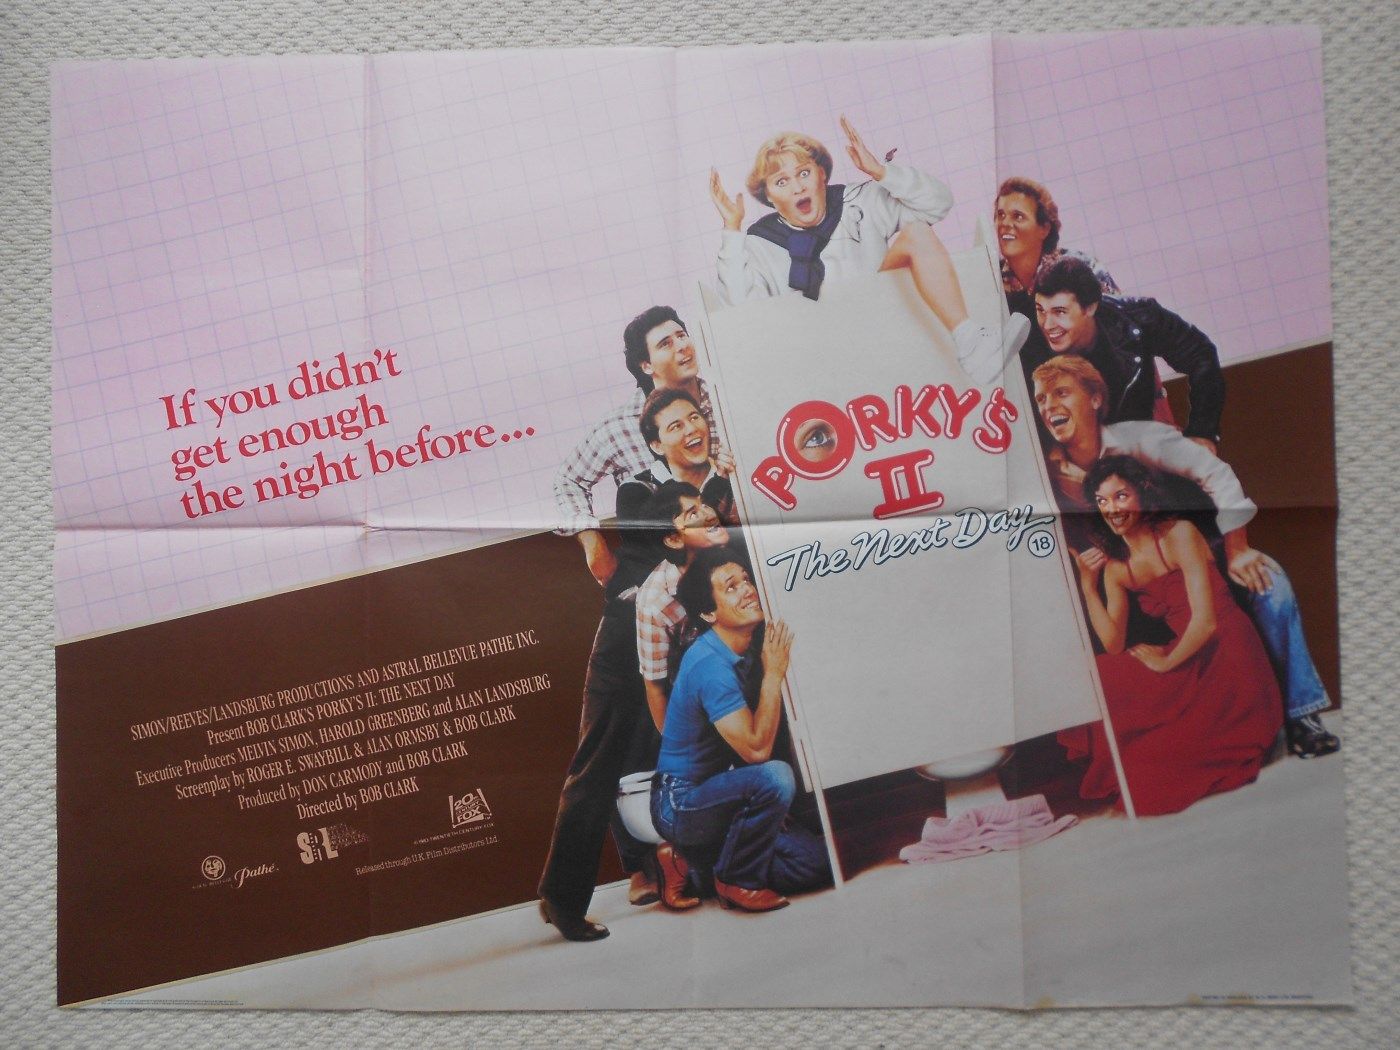 If you didn't
get enough
the night before...
PORKY'S
II
The Next Day
18
SIMON/REEVES/LANDSBURG PRODUCTIONS AND ASTRAL BELLEVUE PATHE INC.
Present BOB CLARK'S PORKY'S II: THE NEXT DAY
Executive Producers MELVIN SIMON, HAROLD GREENBERG and ALAN LANDSBURG
Screenplay by ROGER E. SWAYBILL & ALAN ORMSBY & BOB CLARK
Produced by DON CARMODY and BOB CLARK
Directed by BOB CLARK
Pathé
SRL
20th CENTURY FOX
Released through U.K. Film Distributors Ltd.